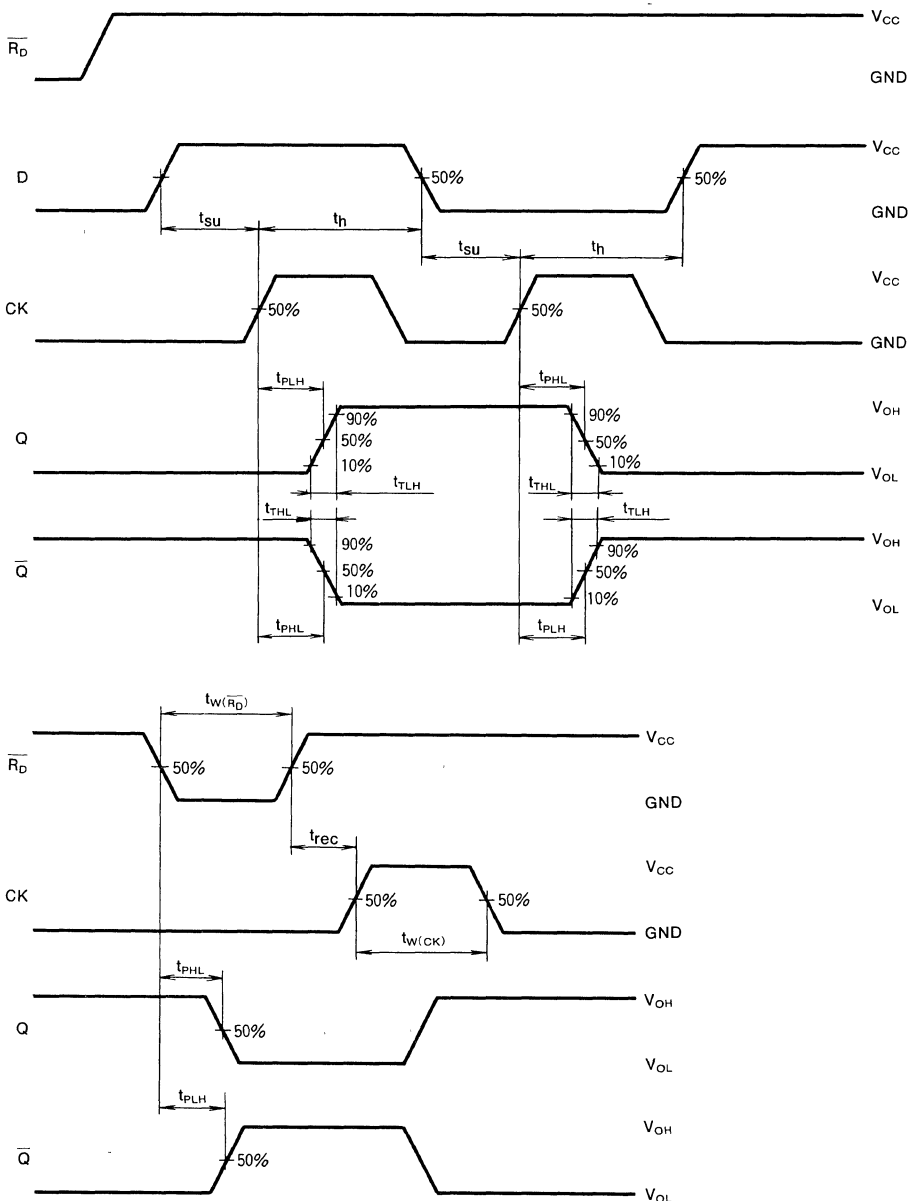 V_CC
R̅_D̅
GND
V_CC
D
50%
50%
GND
t_su
t_h
t_su
t_h
V_CC
CK
50%
50%
GND
t_PLH
t_PHL
V_OH
90%
90%
Q
50%
50%
10%
10%
V_OL
t_TLH
t_THL
t_THL
t_TLH
V_OH
90%
90%
Q̅
50%
50%
10%
10%
V_OL
t_PHL
t_PLH
t_W(R̅_D̅)
V_CC
R̅_D̅
50%
50%
GND
t_rec
V_CC
CK
50%
50%
GND
t_W(CK)
t_PHL
V_OH
Q
50%
V_OL
t_PLH
V_OH
Q̅
50%
V_OL